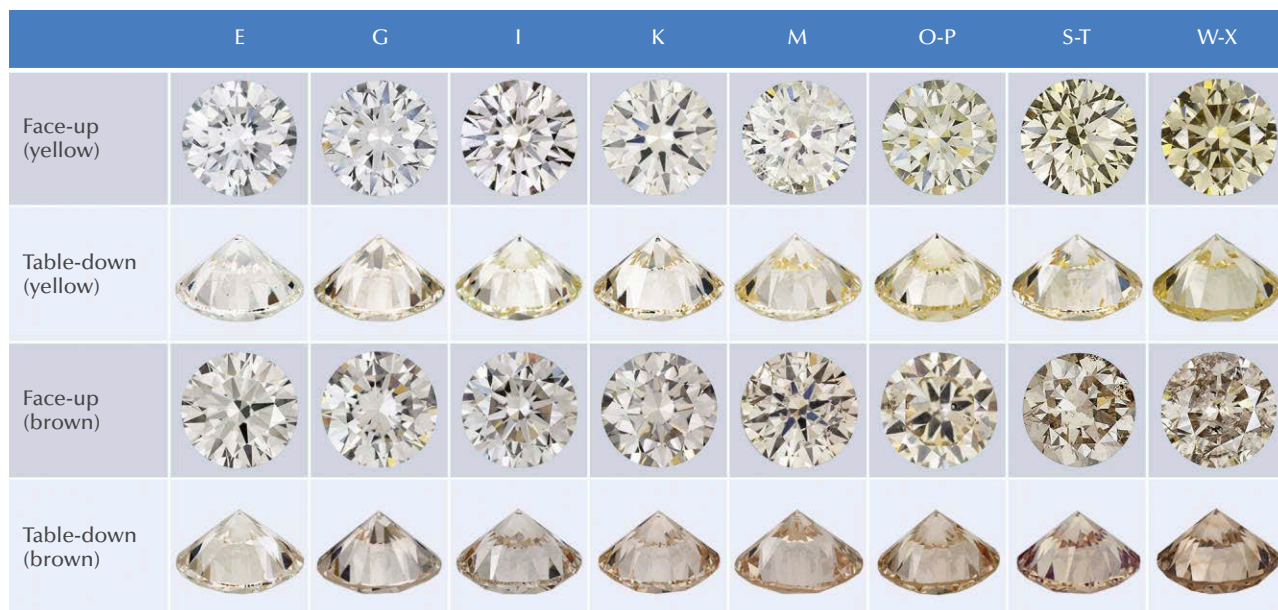 E G I K M O-P S-T W-X
Face-up
(yellow)
Table-down
(yellow)
Face-up
(brown)
Table-down
(brown)